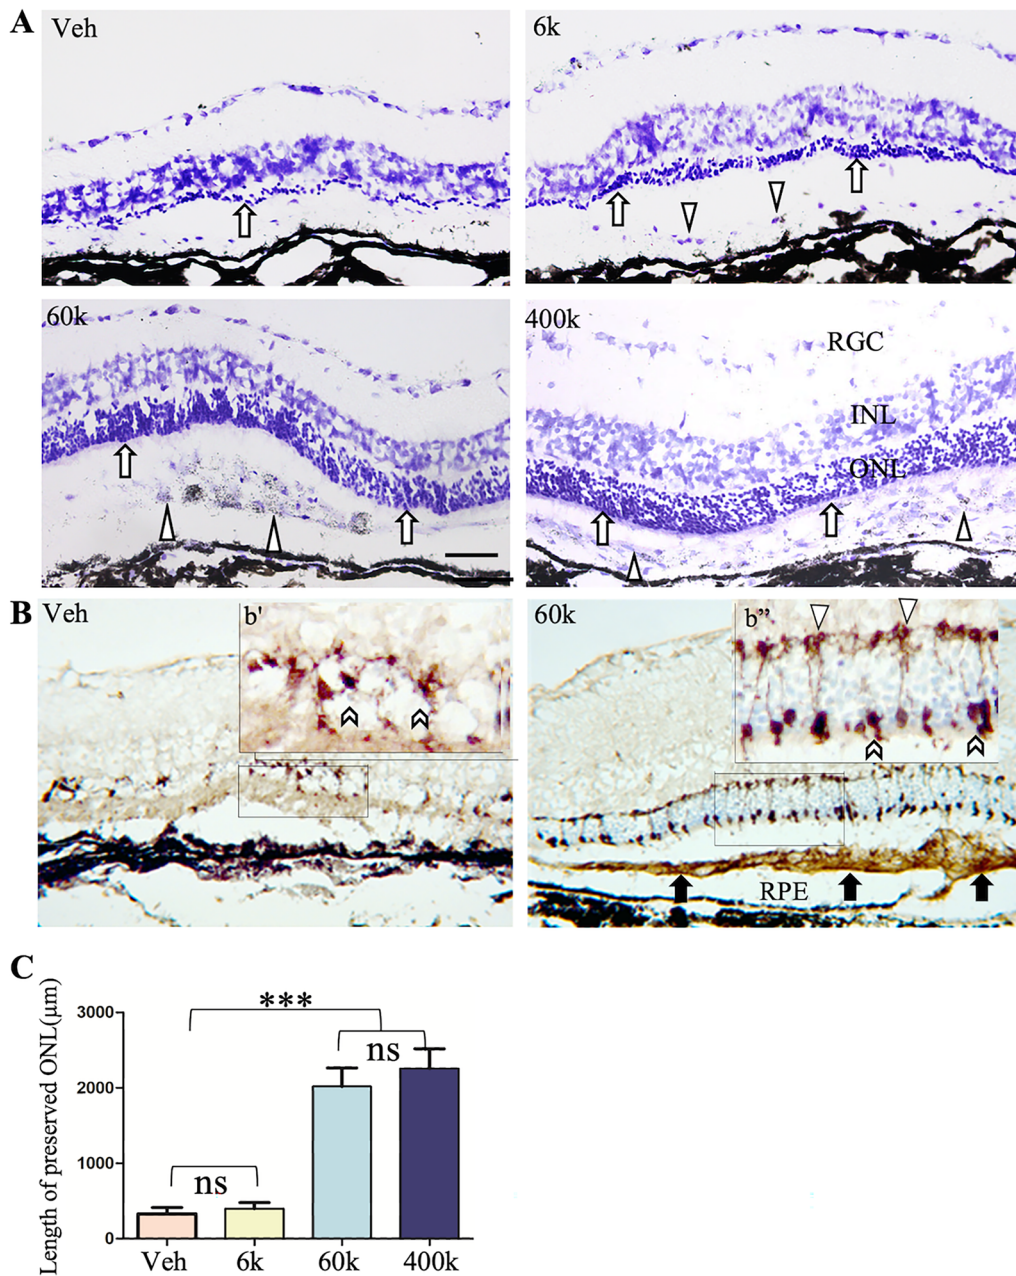 A
Veh
6k
60k
400k
RGC
INL
ONL
B
Veh
b'
60k
b”
RPE
C
Length of preserved ONL(μm)
3000
2000
1000
0
***
ns
ns
Veh
6k
60k
400k